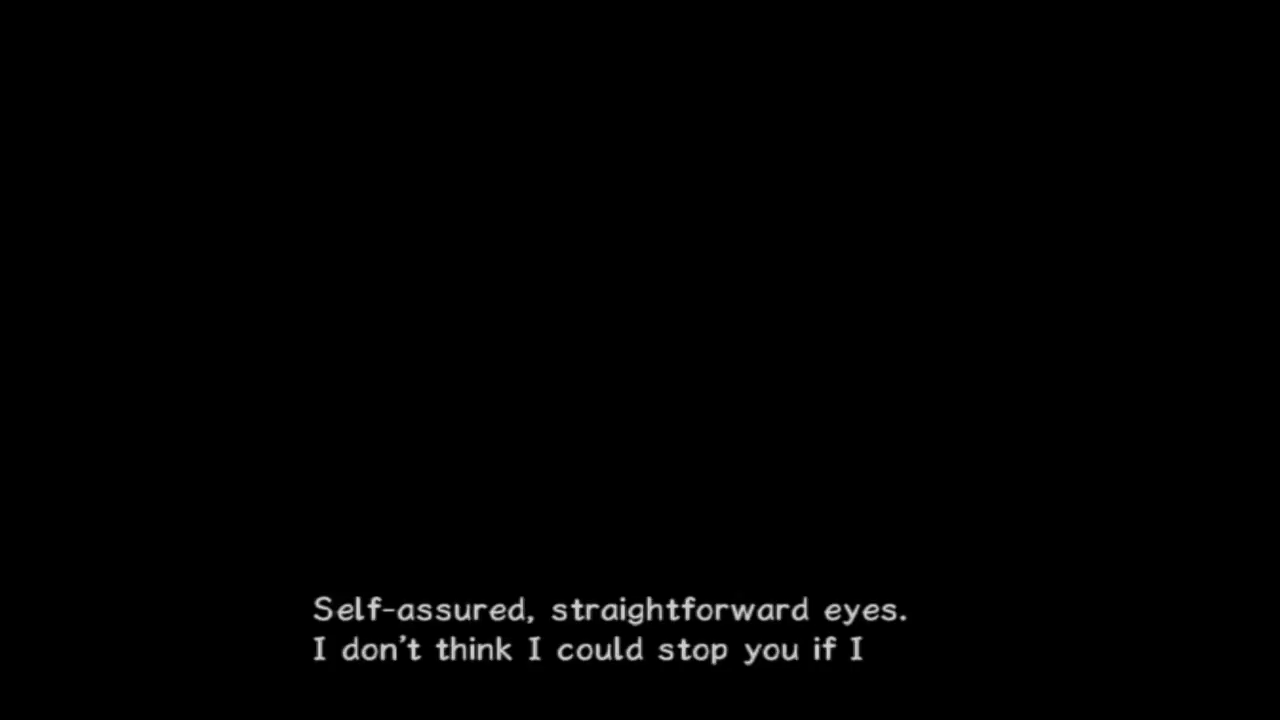 Self-assured, straightforward eyes.
I don't think I could stop you if I